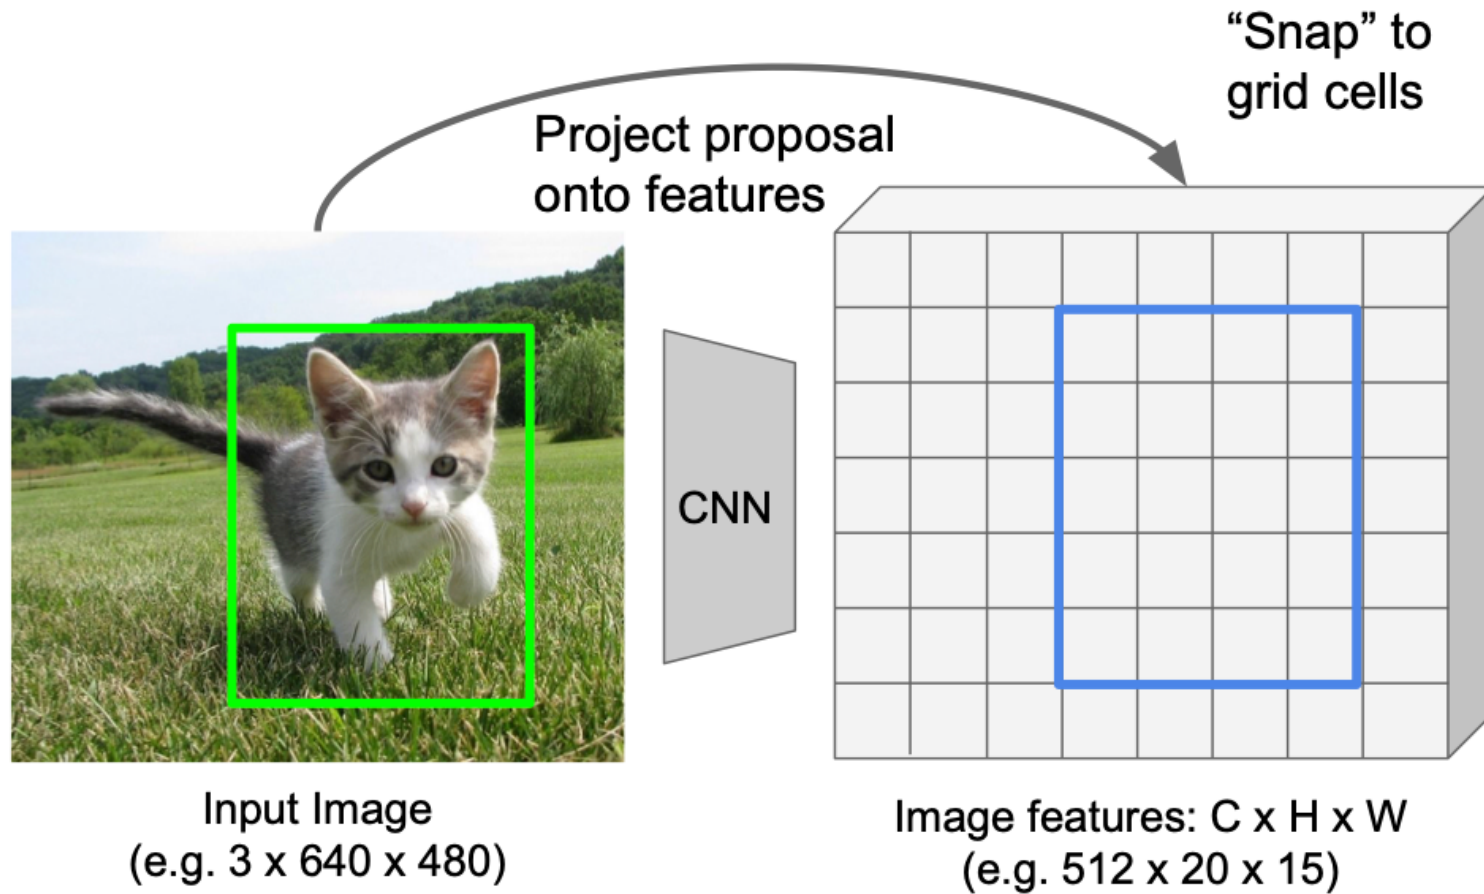 “Snap” to
grid cells
Project proposal
onto features
CNN
Input Image
(e.g. 3 x 640 x 480)
Image features: C x H x W
(e.g. 512 x 20 x 15)